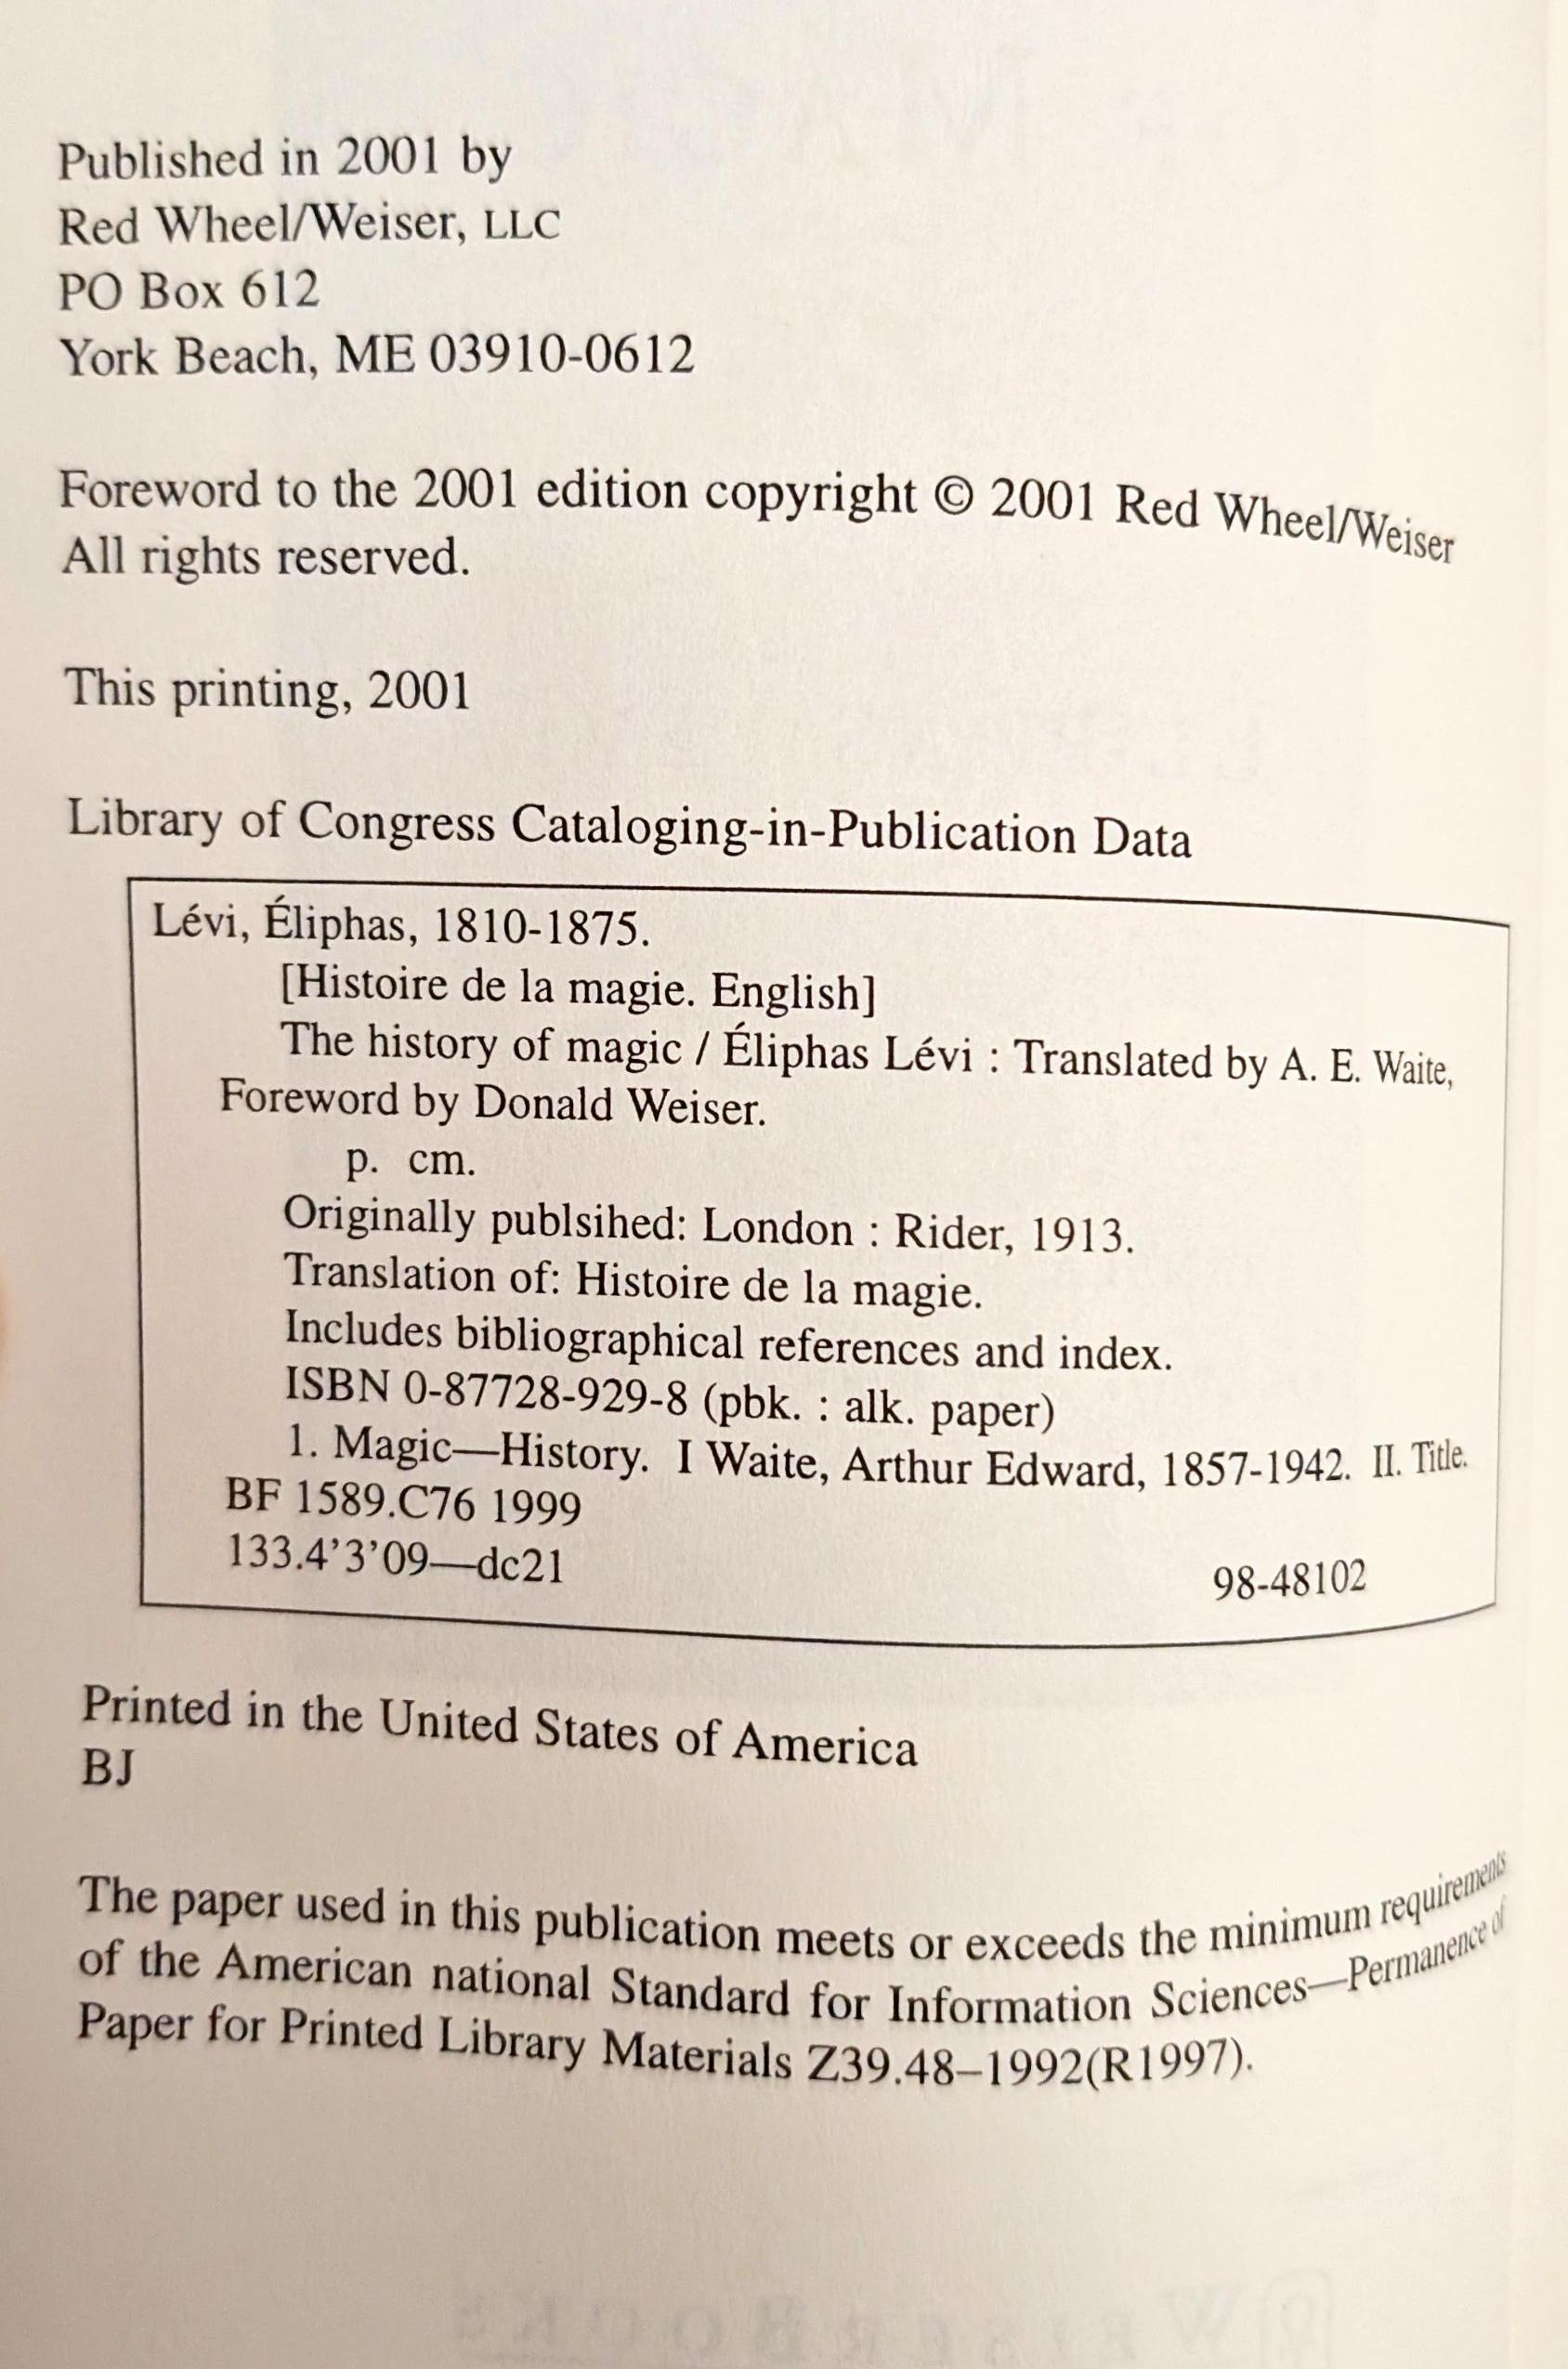 Published in 2001 by
Red Wheel/Weiser, LLC
PO Box 612
York Beach, ME 03910-0612
Foreword to the 2001 edition copyright © 2001 Red Wheel/Weiser
All rights reserved.
This printing, 2001
Library of Congress Cataloging-in-Publication Data
Lévi, Éliphas, 1810-1875.
[Histoire de la magie. English]
The history of magic / Éliphas Lévi : Translated by A. E. Waite,
Foreword by Donald Weiser.
p. cm.
Originally publsihed: London : Rider, 1913.
Translation of: Histoire de la magie.
Includes bibliographical references and index.
ISBN 0-87728-929-8 (pbk. : alk. paper)
1. Magic—History. I Waite, Arthur Edward, 1857-1942. II. Title.
BF 1589.C76 1999
133.4’3’09—dc21 98-48102
Printed in the United States of America
BJ
The paper used in this publication meets or exceeds the minimum requirements
of the American national Standard for Information Sciences—Permanence of
Paper for Printed Library Materials Z39.48–1992(R1997).